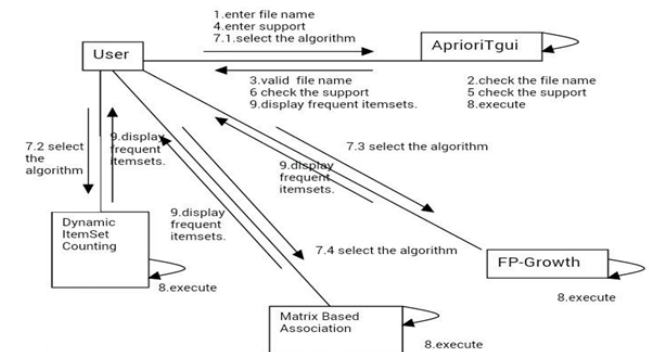 1.enter file name
4.enter support
7.1.select the algorithm
User
AprioriTgui
3.valid file name
6 check the support
9.display frequent itemsets.
2.check the file name
5 check the support
8.execute
7.2 select
the
algorithm
9.display
frequent
itemsets.
7.3 select the algorithm
9.display
frequent
itemsets.
9.display
frequent
itemsets.
Dynamic
ItemSet
Counting
7.4 select the algorithm
FP-Growth
8.execute
8.execute
Matrix Based
Association
8.execute